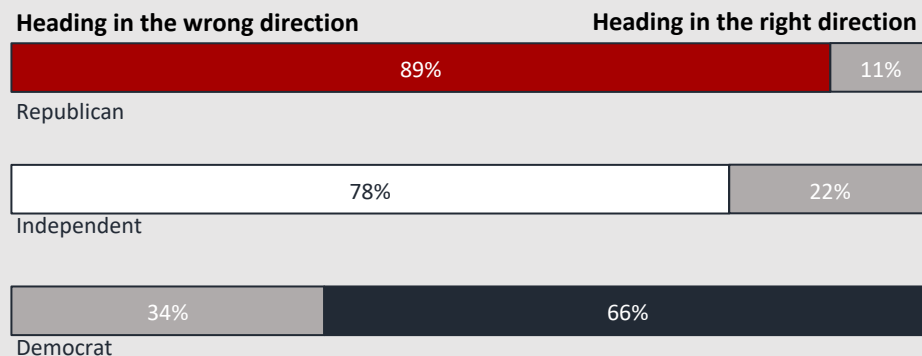 Heading in the wrong direction Heading in the right direction
89% 11%
Republican
78% 22%
Independent
34% 66%
Democrat